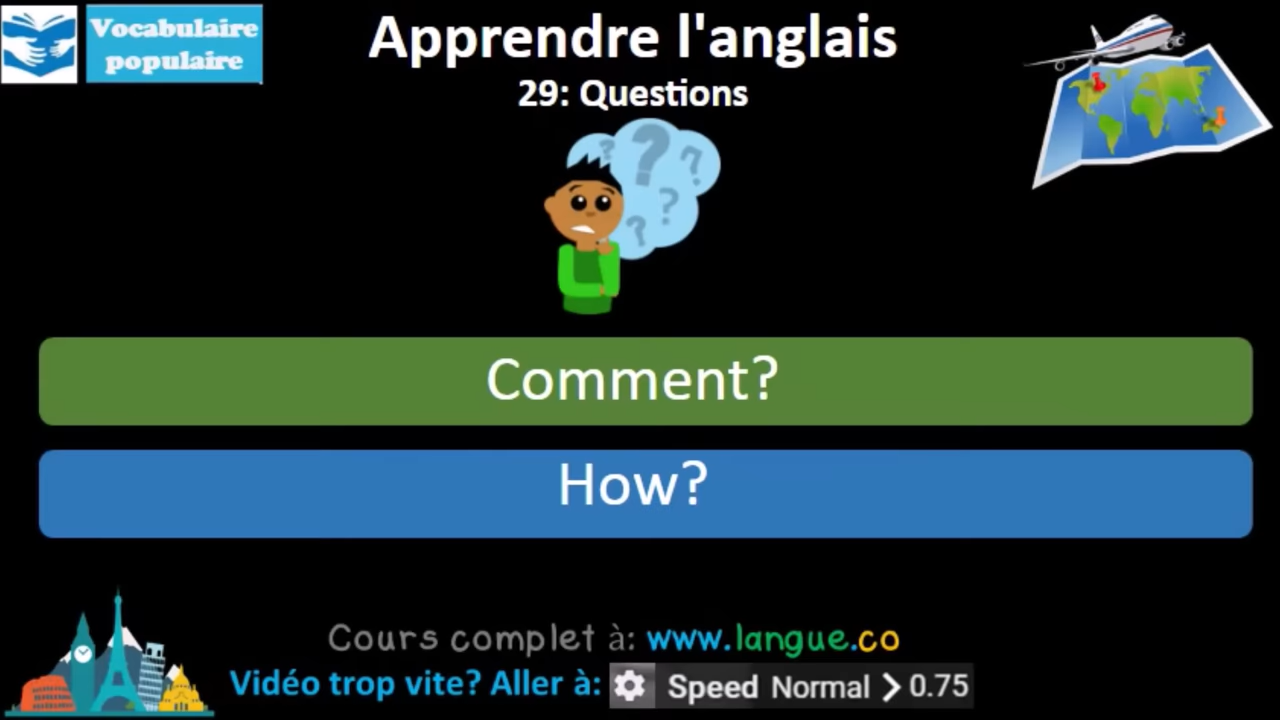 Vocabulaire
populaire
Apprendre l'anglais
29: Questions
? ? ? ? ?
Comment?
How?
Cours complet à: www.langue.co
Vidéo trop vite? Aller à: Speed Normal > 0.75